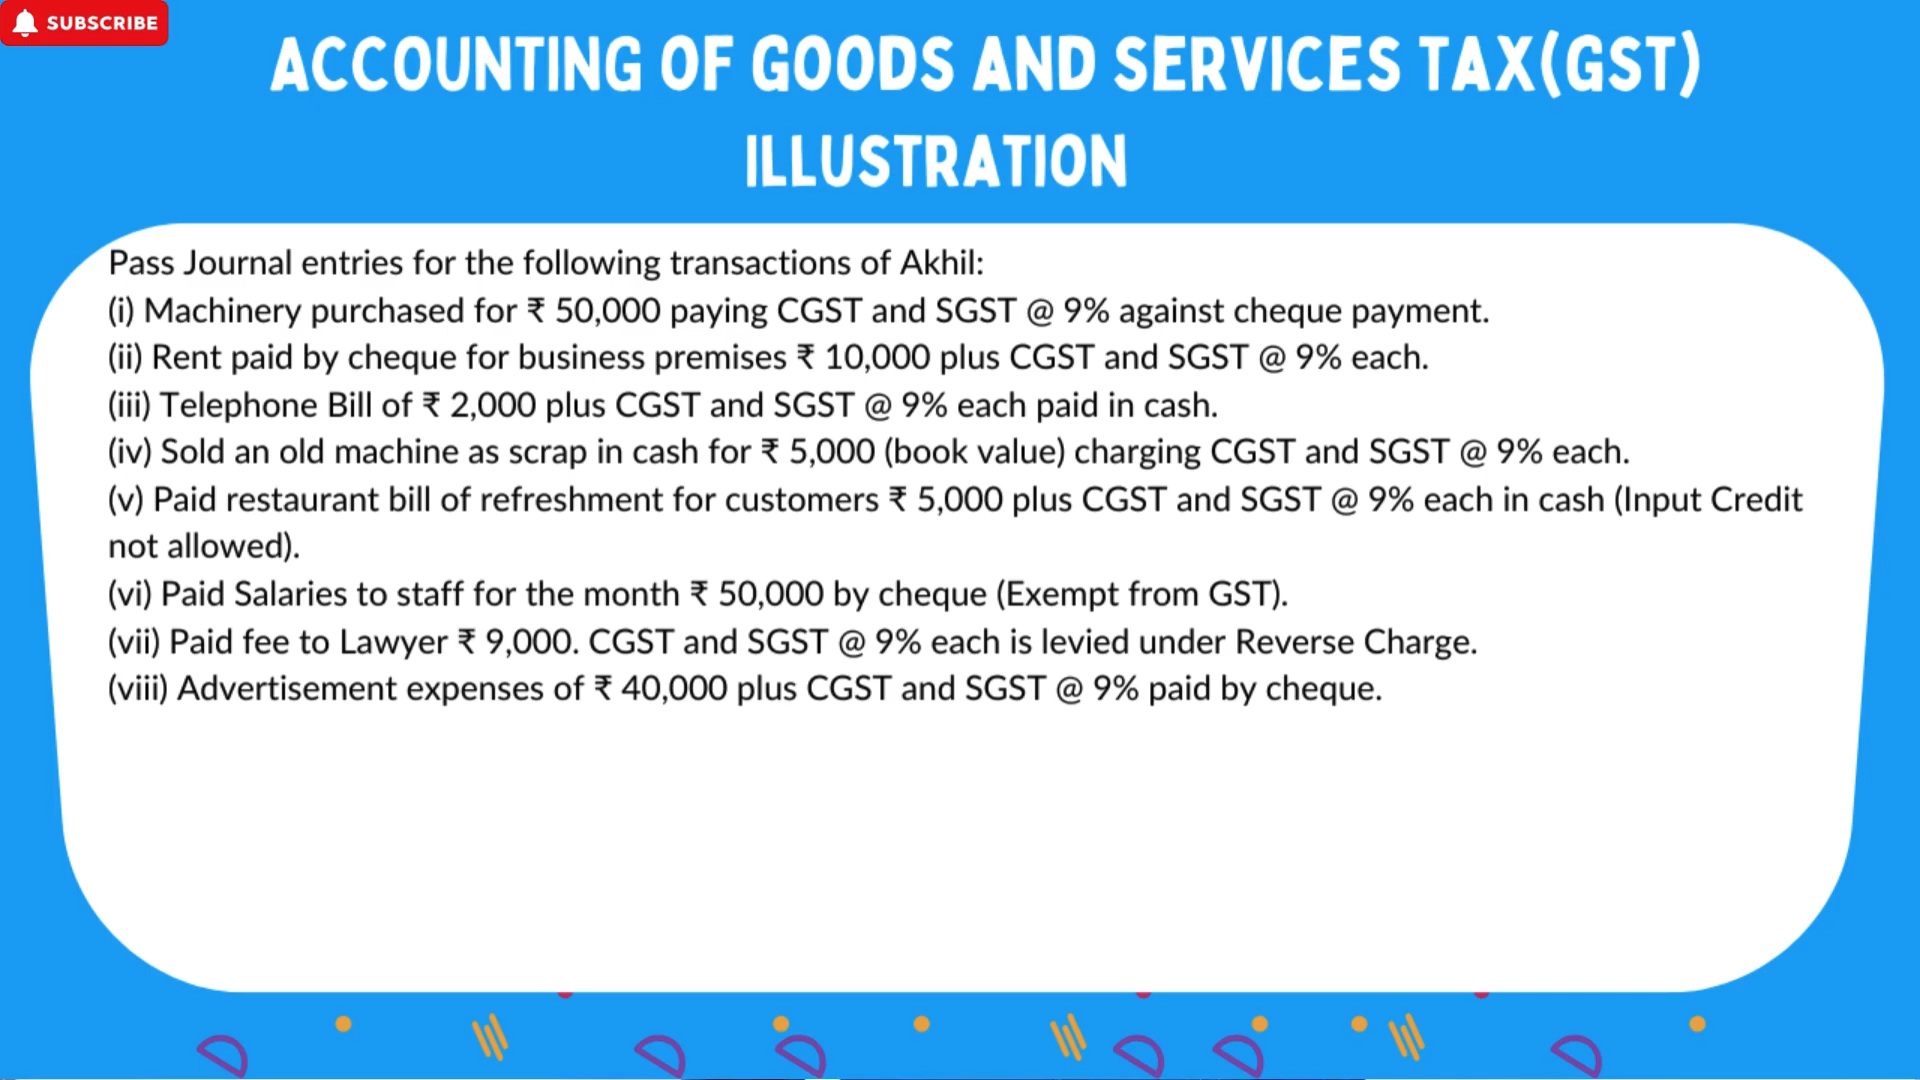 SUBSCRIBE
ACCOUNTING OF GOODS AND SERVICES TAX(GST)
ILLUSTRATION
Pass Journal entries for the following transactions of Akhil:
(i) Machinery purchased for ₹ 50,000 paying CGST and SGST @ 9% against cheque payment.
(ii) Rent paid by cheque for business premises ₹ 10,000 plus CGST and SGST @ 9% each.
(iii) Telephone Bill of ₹ 2,000 plus CGST and SGST @ 9% each paid in cash.
(iv) Sold an old machine as scrap in cash for ₹ 5,000 (book value) charging CGST and SGST @ 9% each.
(v) Paid restaurant bill of refreshment for customers ₹ 5,000 plus CGST and SGST @ 9% each in cash (Input Credit
not allowed).
(vi) Paid Salaries to staff for the month ₹ 50,000 by cheque (Exempt from GST).
(vii) Paid fee to Lawyer ₹ 9,000. CGST and SGST @ 9% each is levied under Reverse Charge.
(viii) Advertisement expenses of ₹ 40,000 plus CGST and SGST @ 9% paid by cheque.